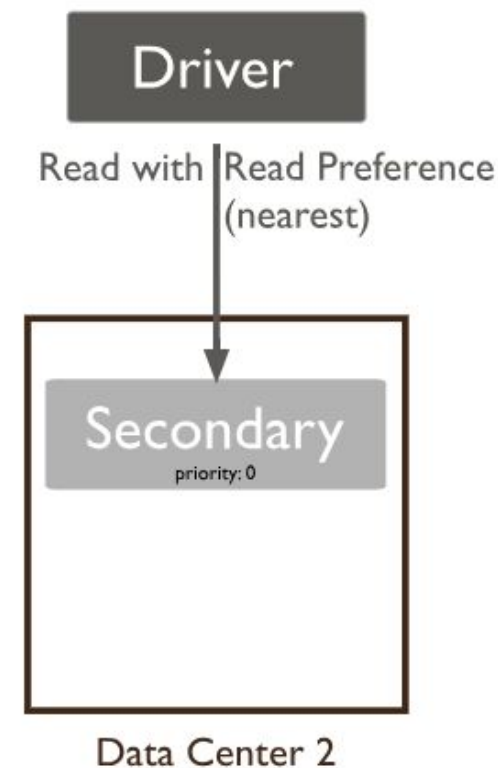 Driver
Read with Read Preference
(nearest)
Secondary
priority: 0
Data Center 2